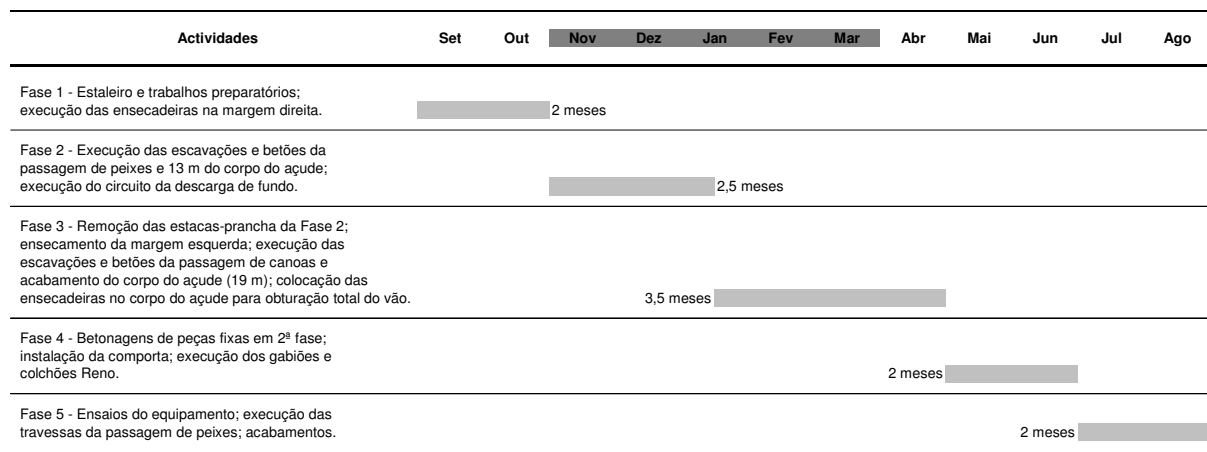 Actividades Set Out Nov Dez Jan Fev Mar Abr Mai Jun Jul Ago
Fase 1 - Estaleiro e trabalhos preparatórios;
execução das ensecadeiras na margem direita. 2 meses
Fase 2 - Execução das escavações e betões da
passagem de peixes e 13 m do corpo do açude;
execução do circuito da descarga de fundo. 2,5 meses
Fase 3 - Remoção das estacas-prancha da Fase 2;
ensecamento da margem esquerda; execução das
escavações e betões da passagem de canoas e
acabamento do corpo do açude (19 m); colocação das
ensecadeiras no corpo do açude para obturação total do vão. 3,5 meses
Fase 4 - Betonagens de peças fixas em 2ª fase;
instalação da comporta; execução dos gabiões e
colchões Reno. 2 meses
Fase 5 - Ensaios do equipamento; execução das
travessas da passagem de peixes; acabamentos. 2 meses